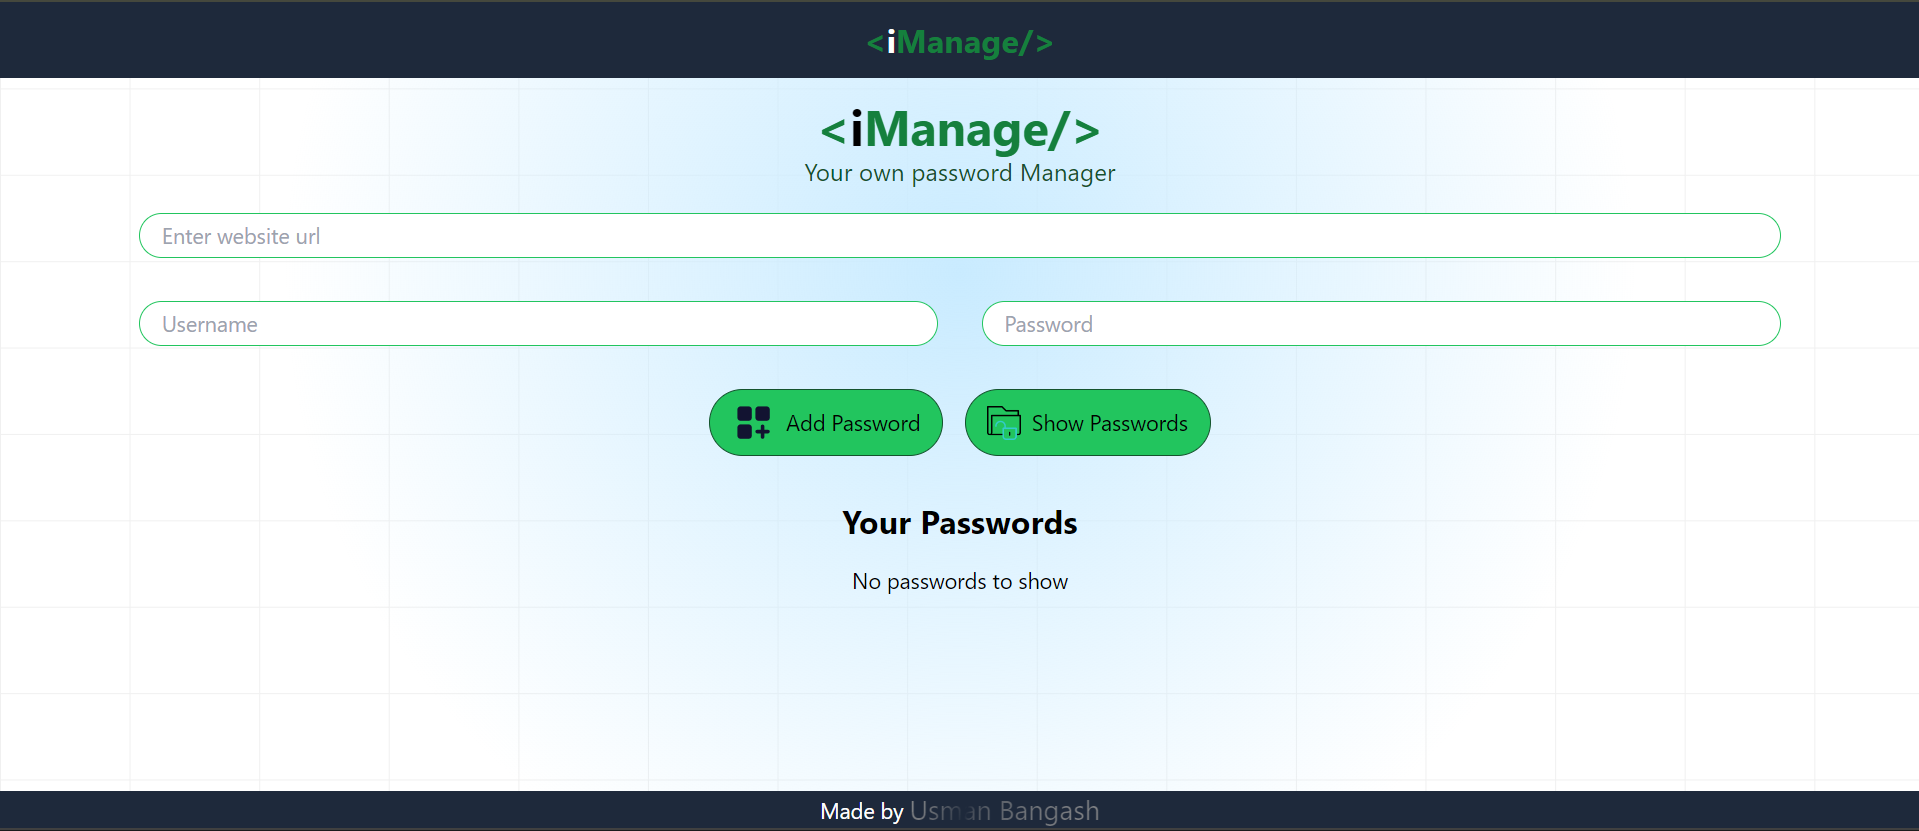 <iManage/>
<iManage/>
Your own password Manager
Enter website url
Username Password
Add Password Show Passwords
Your Passwords
No passwords to show
Made by Usman Bangash